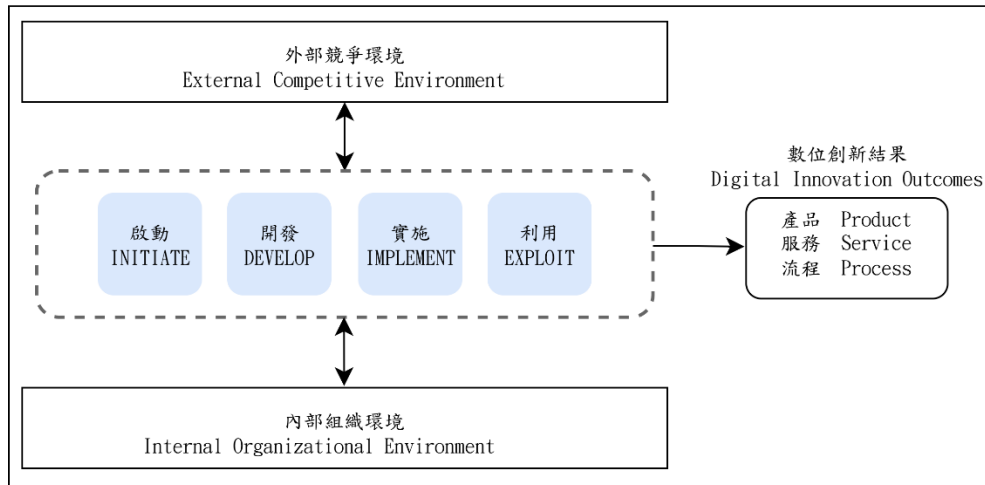 外部競爭環境
External Competitive Environment
啟動
INITIATE
開發
DEVELOP
實施
IMPLEMENT
利用
EXPLOIT
數位創新結果
Digital Innovation Outcomes
產品 Product
服務 Service
流程 Process
內部組織環境
Internal Organizational Environment